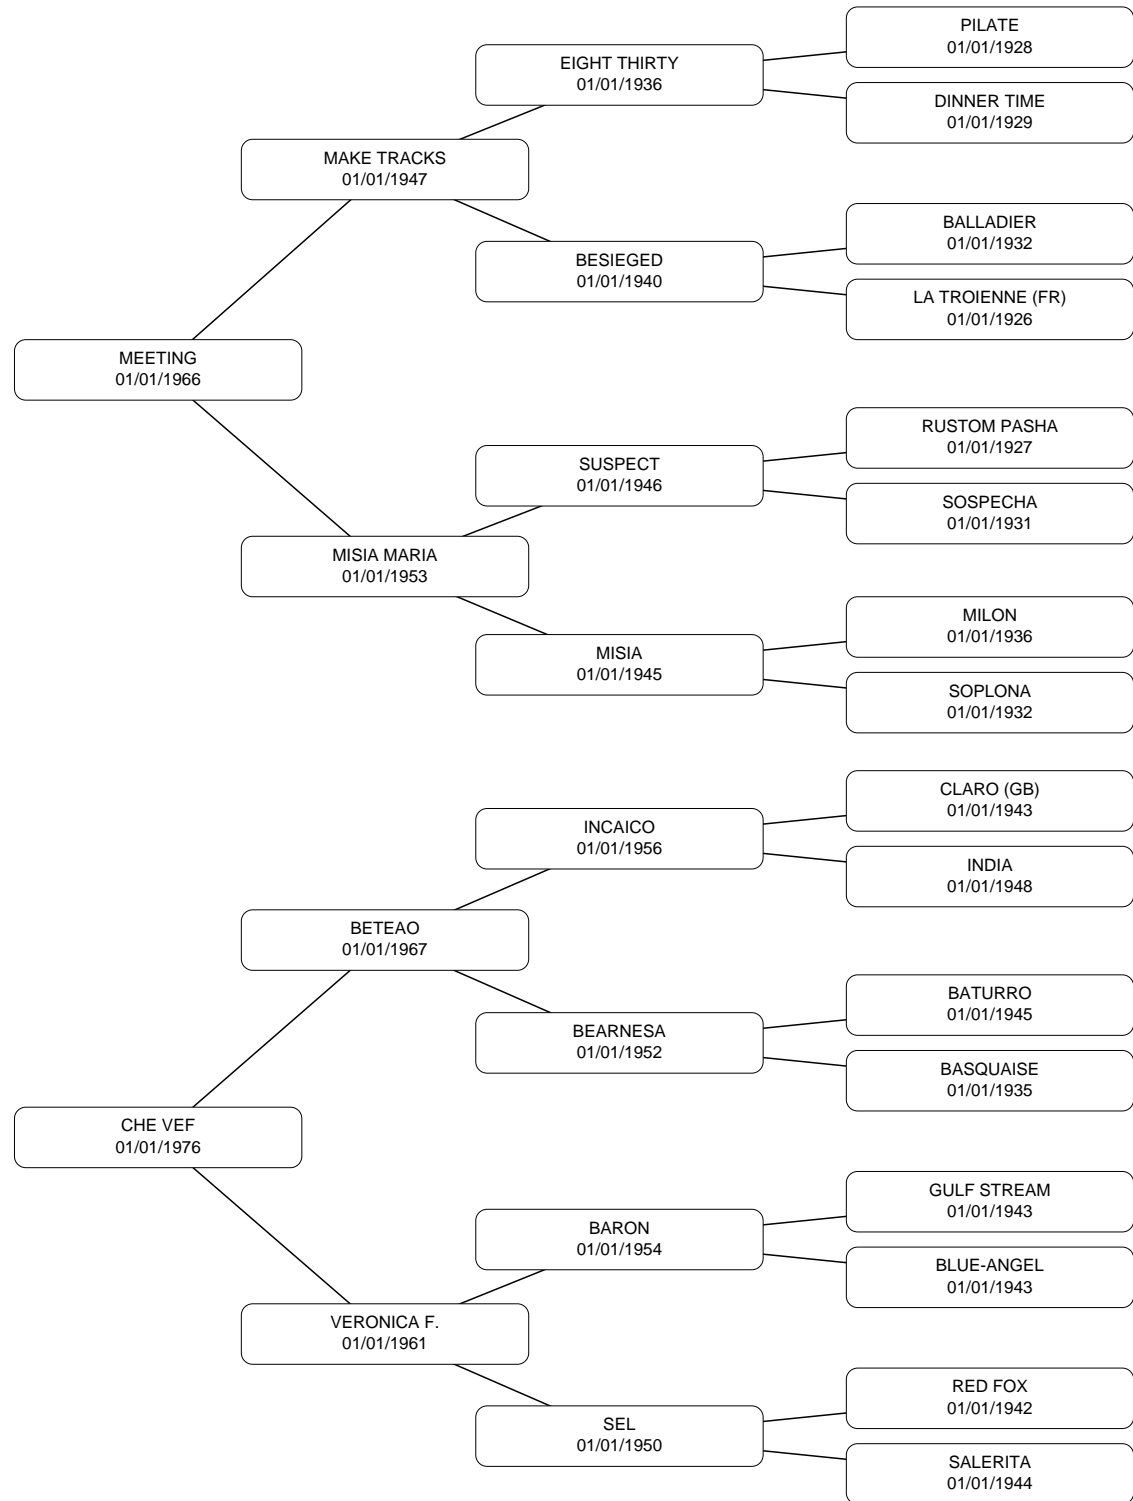 PILATE
01/01/1928
EIGHT THIRTY
01/01/1936
DINNER TIME
01/01/1929
MAKE TRACKS
01/01/1947
BALLADIER
01/01/1932
BESIEGED
01/01/1940
LA TROIENNE (FR)
01/01/1926
MEETING
01/01/1966
RUSTOM PASHA
01/01/1927
SUSPECT
01/01/1946
SOSPECHA
01/01/1931
MISIA MARIA
01/01/1953
MILON
01/01/1936
MISIA
01/01/1945
SOPLONA
01/01/1932
CLARO (GB)
01/01/1943
INCAICO
01/01/1956
INDIA
01/01/1948
BETEAO
01/01/1967
BATURRO
01/01/1945
BEARNESA
01/01/1952
BASQUAISE
01/01/1935
CHE VEF
01/01/1976
GULF STREAM
01/01/1943
BARON
01/01/1954
BLUE-ANGEL
01/01/1943
VERONICA F.
01/01/1961
RED FOX
01/01/1942
SEL
01/01/1950
SALERITA
01/01/1944